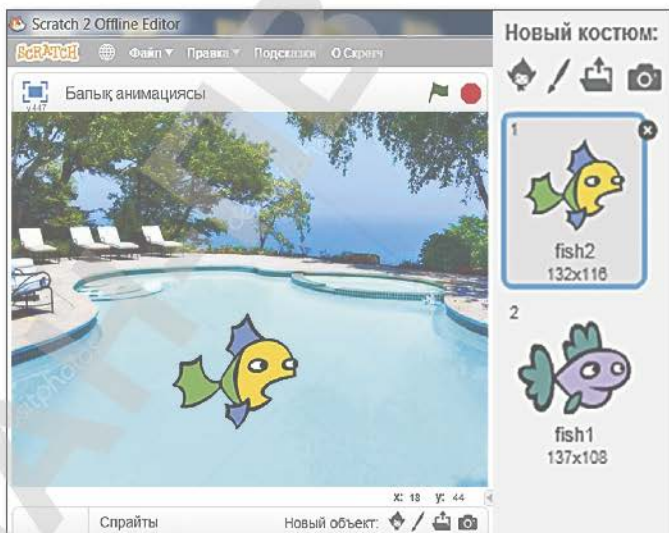 Scratch 2 Offline Editor
SCRATCH Файл Правка Подсказки О Скретч
v447 Балық анимациясы
x: 18 y: 44
Спрайты Новый объект:
Новый костюм:
1
fish2
132x116
2
fish1
137x108